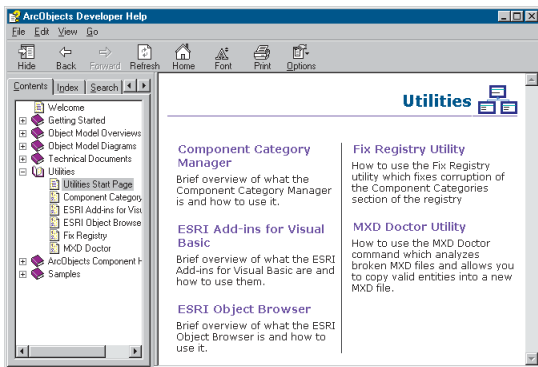 ArcObjects Developer Help
File Edit View Go
Hide Back Forward Refresh Home Font Print Options
Contents Index Search
Welcome
Getting Started
Object Model Overviews
Object Model Diagrams
Technical Documents
Utilities
Utilities Start Page
Component Category
ESRI Add-ins for Visu
ESRI Object Browse
Fix Registry
MXD Doctor
ArcObjects Component H
Samples
Utilities
Component Category
Manager
Brief overview of what the
Component Category Manager
is and how to use it.
ESRI Add-ins for Visual
Basic
Brief overview of what the ESRI
Add-ins for Visual Basic are and
how to use them.
ESRI Object Browser
Brief overview of what the ESRI
Object Browser is and how to
use it.
Fix Registry Utility
How to use the Fix Registry
utility which fixes corruption of
the Component Categories
section of the registry
MXD Doctor Utility
How to use the MXD Doctor
command which analyzes
broken MXD files and allows you
to copy valid entities into a new
MXD file.